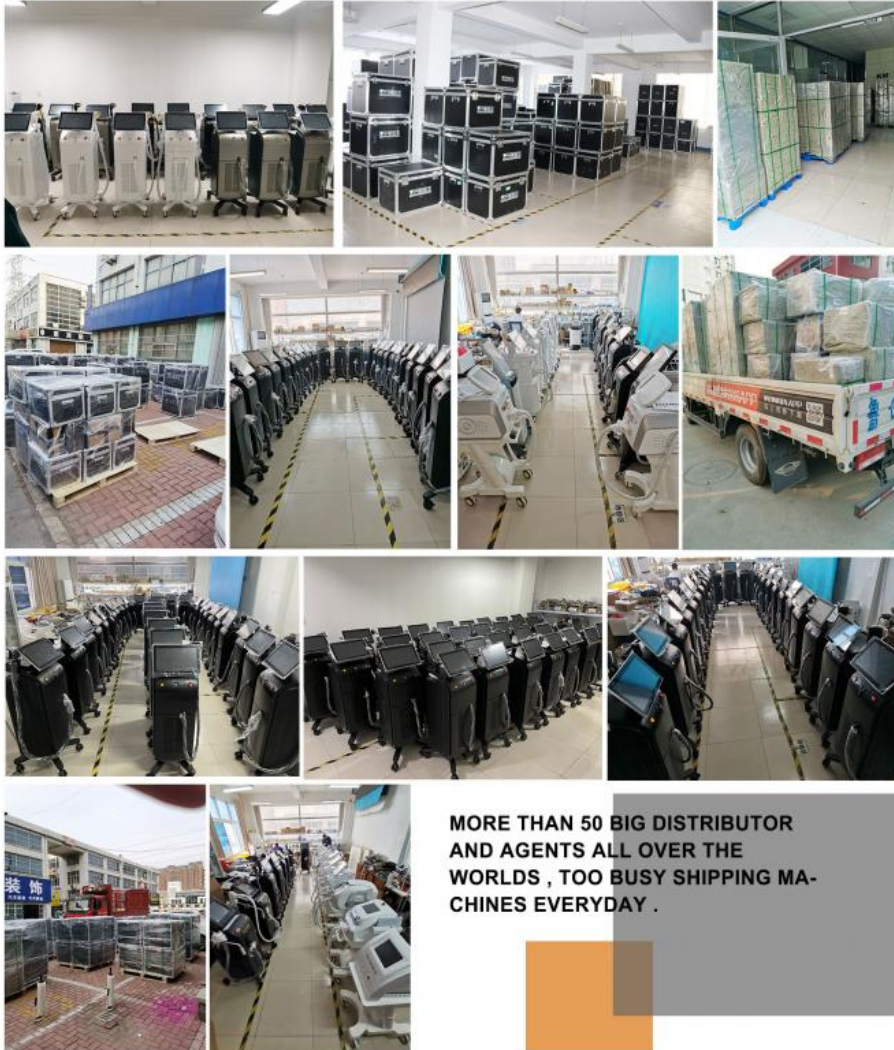 装 饰
MORE THAN 50 BIG DISTRIBUTOR
AND AGENTS ALL OVER THE
WORLDS , TOO BUSY SHIPPING MA-
CHINES EVERYDAY .